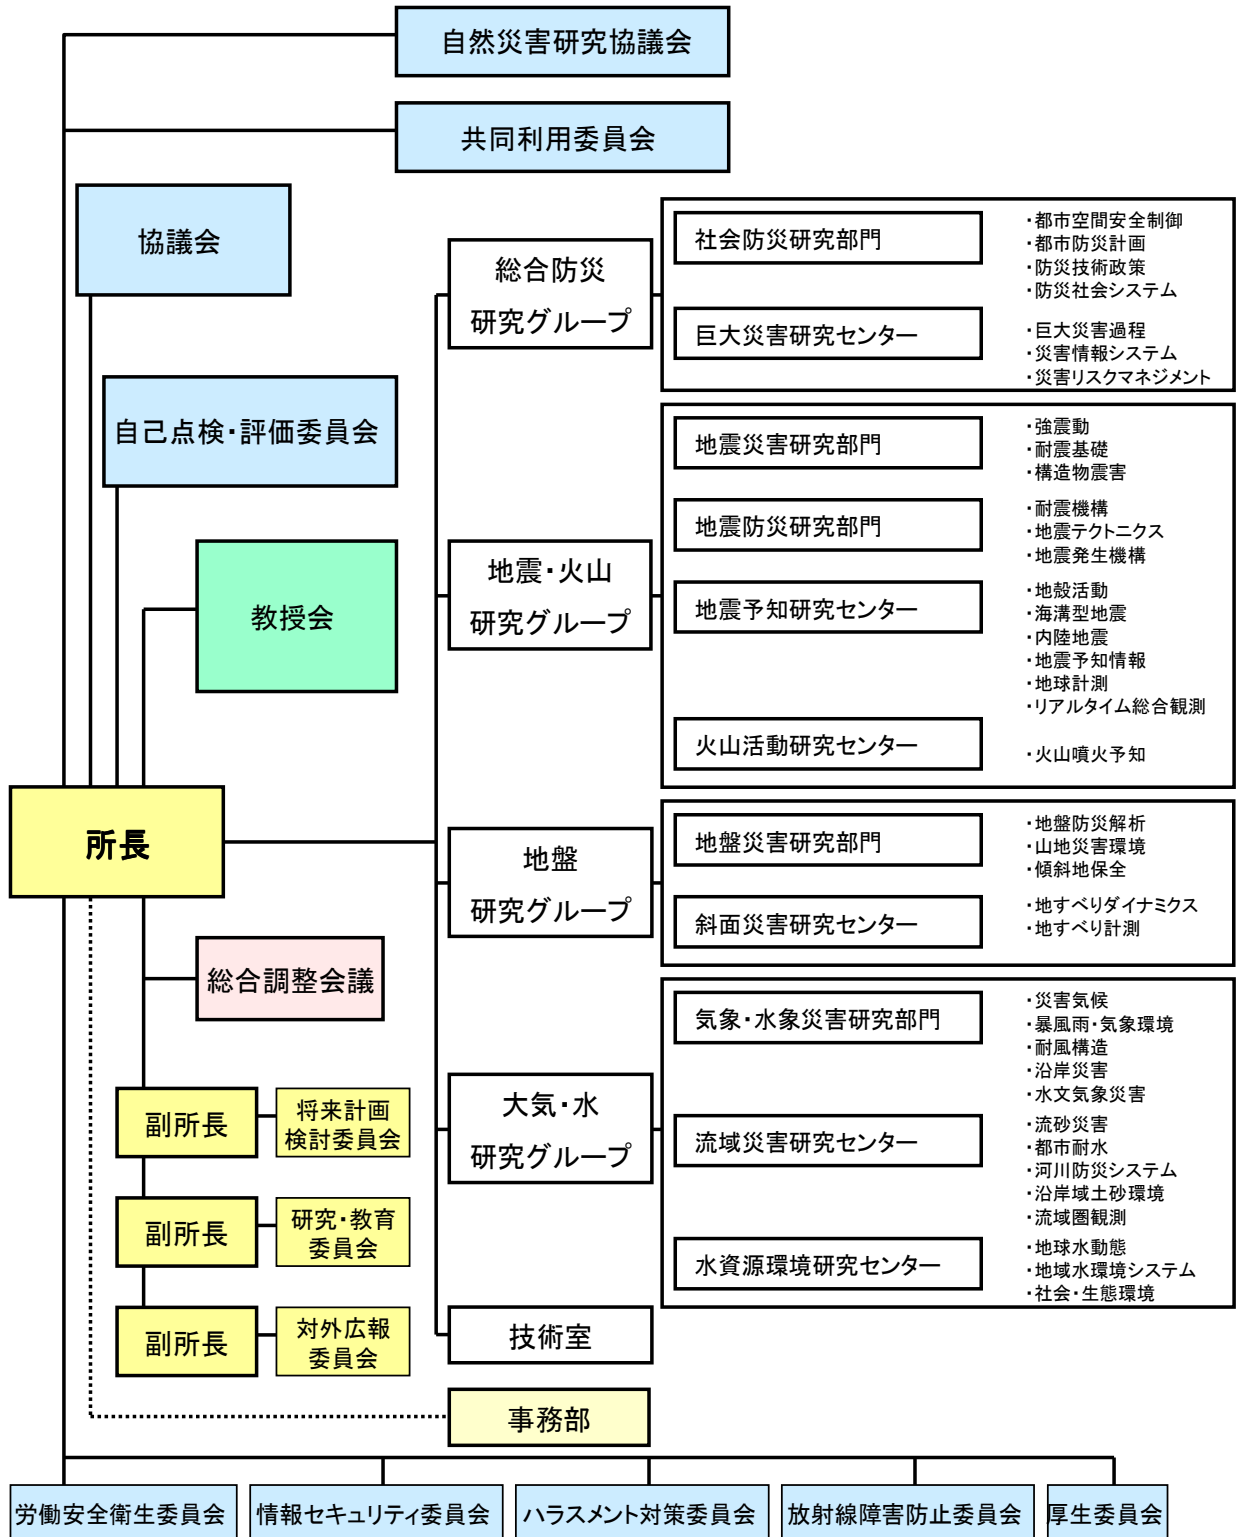 自然災害研究協議会
共同利用委員会
協議会
自己点検・評価委員会
教授会
所長
総合調整会議
副所長
将来計画
検討委員会
副所長
研究・教育
委員会
副所長
対外広報
委員会
総合防災
研究グループ
社会防災研究部門
・都市空間安全制御
・都市防災計画
・防災技術政策
・防災社会システム
巨大災害研究センター
・巨大災害過程
・災害情報システム
・災害リスクマネジメント
地震・火山
研究グループ
地震災害研究部門
・強震動
・耐震基礎
・構造物震害
地震防災研究部門
・耐震機構
・地震テクトニクス
・地震発生機構
地震予知研究センター
・地殻活動
・海溝型地震
・内陸地震
・地震予知情報
・地球計測
・リアルタイム総合観測
火山活動研究センター
・火山噴火予知
地盤
研究グループ
地盤災害研究部門
・地盤防災解析
・山地災害環境
・傾斜地保全
斜面災害研究センター
・地すべりダイナミクス
・地すべり計測
大気・水
研究グループ
気象・水象災害研究部門
・災害気候
・暴風雨・気象環境
・耐風構造
・沿岸災害
・水文気象災害
流域災害研究センター
・流砂災害
・都市耐水
・河川防災システム
・沿岸域土砂環境
・流域圏観測
水資源環境研究センター
・地球水動態
・地域水環境システム
・社会・生態環境
技術室
事務部
労働安全衛生委員会
情報セキュリティ委員会
ハラスメント対策委員会
放射線障害防止委員会
厚生委員会